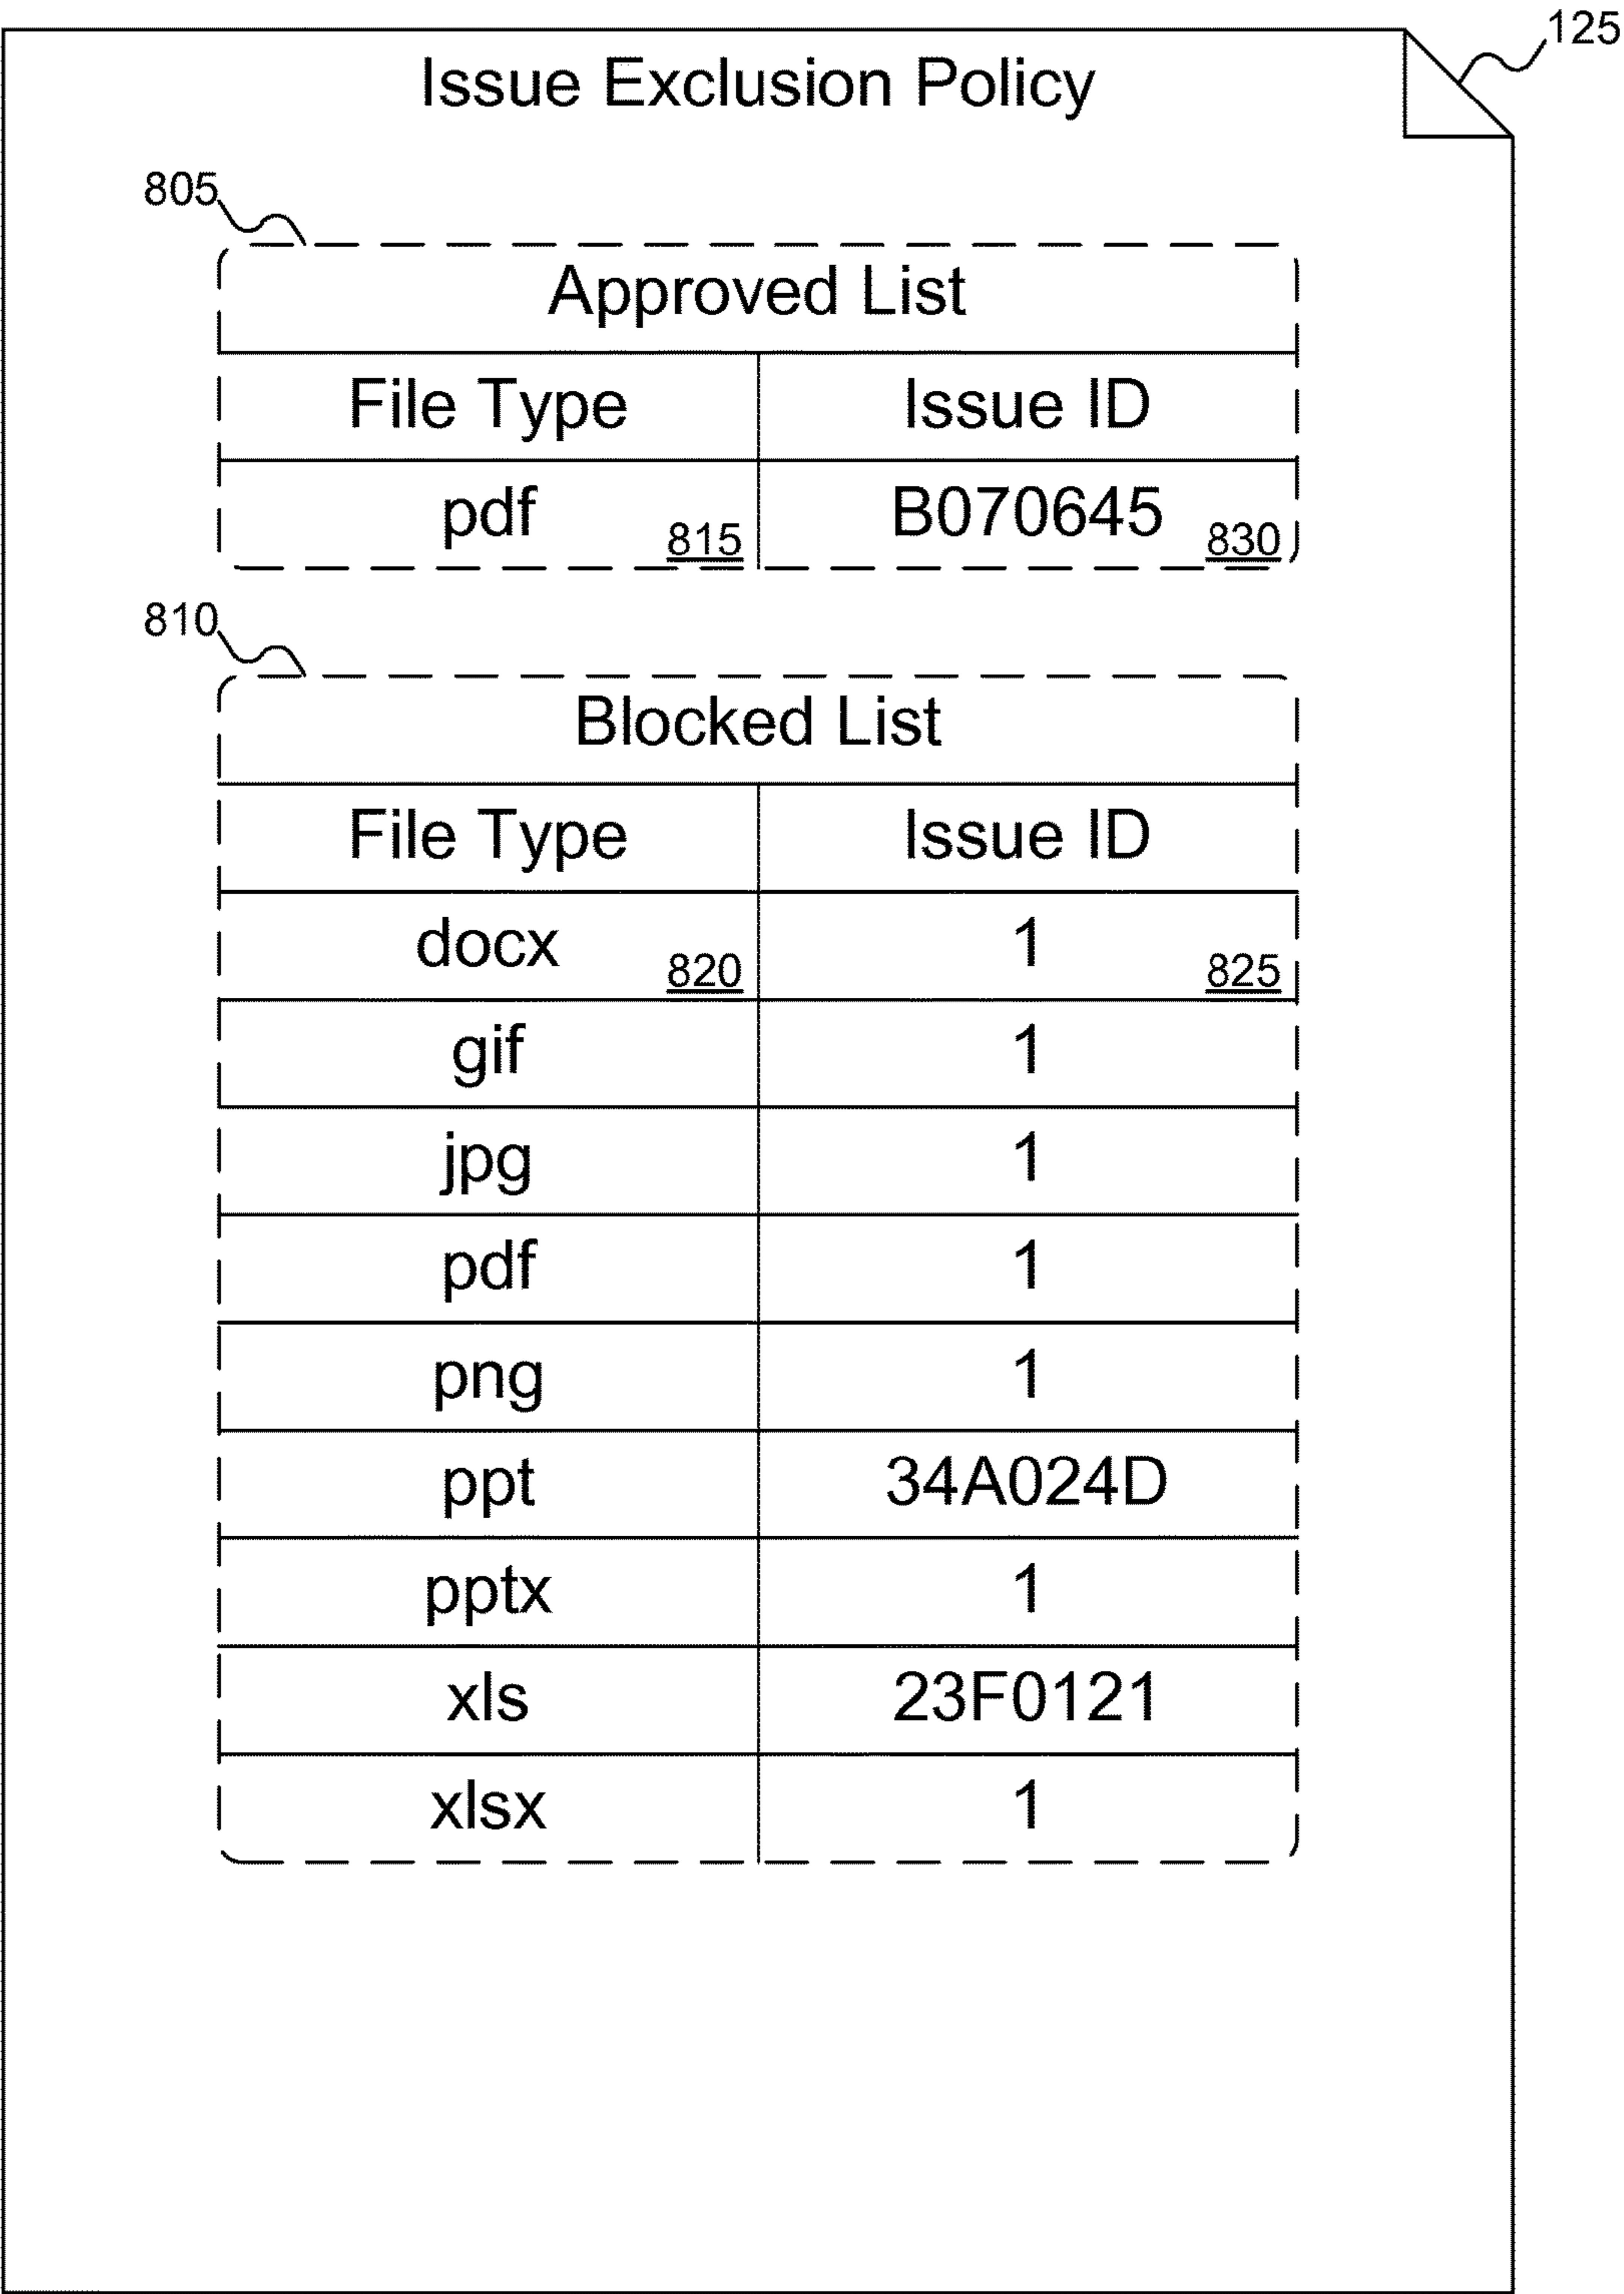 125
Issue Exclusion Policy
805
Approved List
File Type Issue ID
pdf 815 B070645 830
810
Blocked List
File Type Issue ID
docx 820 1 825
gif 1
jpg 1
pdf 1
png 1
ppt 34A024D
pptx 1
xls 23F0121
xlsx 1